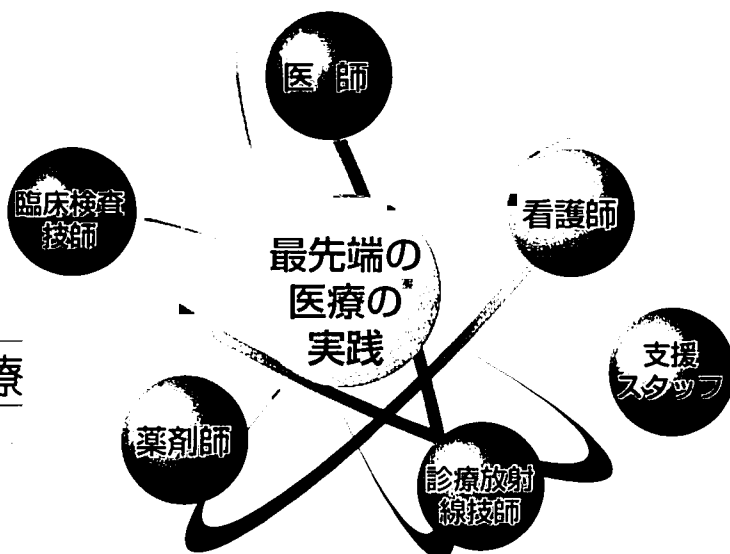 医 師
臨床検査
技師
看護師
最先端の
医療の
実践
支援
スタッフ
療
薬剤師
診療放射
線技師